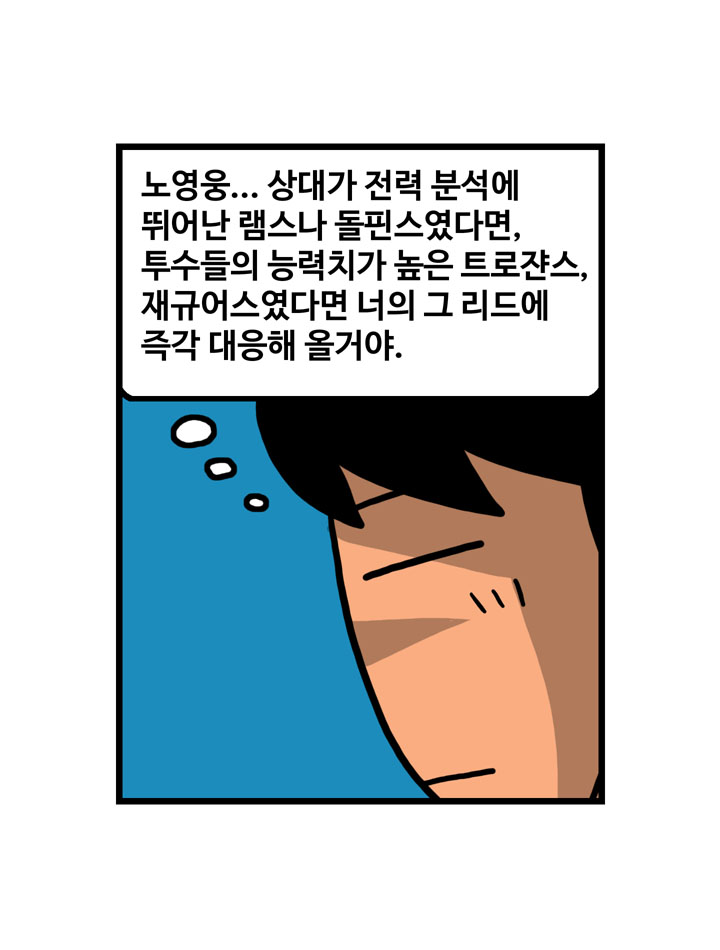 노영웅... 상대가 전력 분석에
뛰어난 램스나 돌핀스였다면,
투수들의 능력치가 높은 트로쟌스,
재규어스였다면 너의 그 리드에
즉각 대응해 올거야.